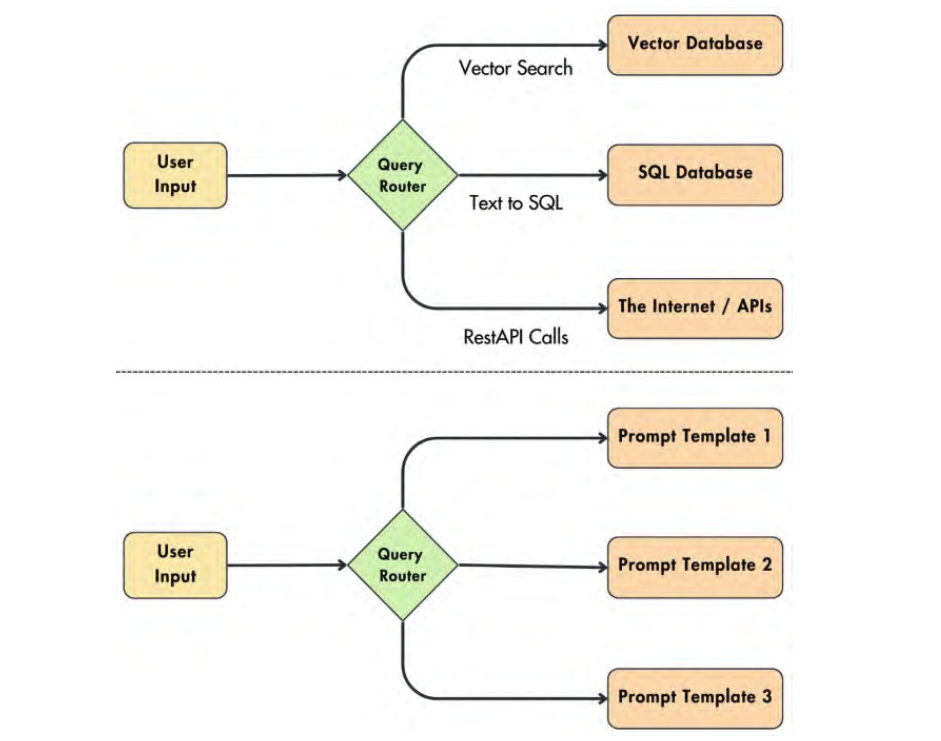 Vector Database
Vector Search
User
Input
Query
Router
SQL Database
Text to SQL
The Internet / APIs
RestAPI Calls
Prompt Template 1
User
Input
Query
Router
Prompt Template 2
Prompt Template 3